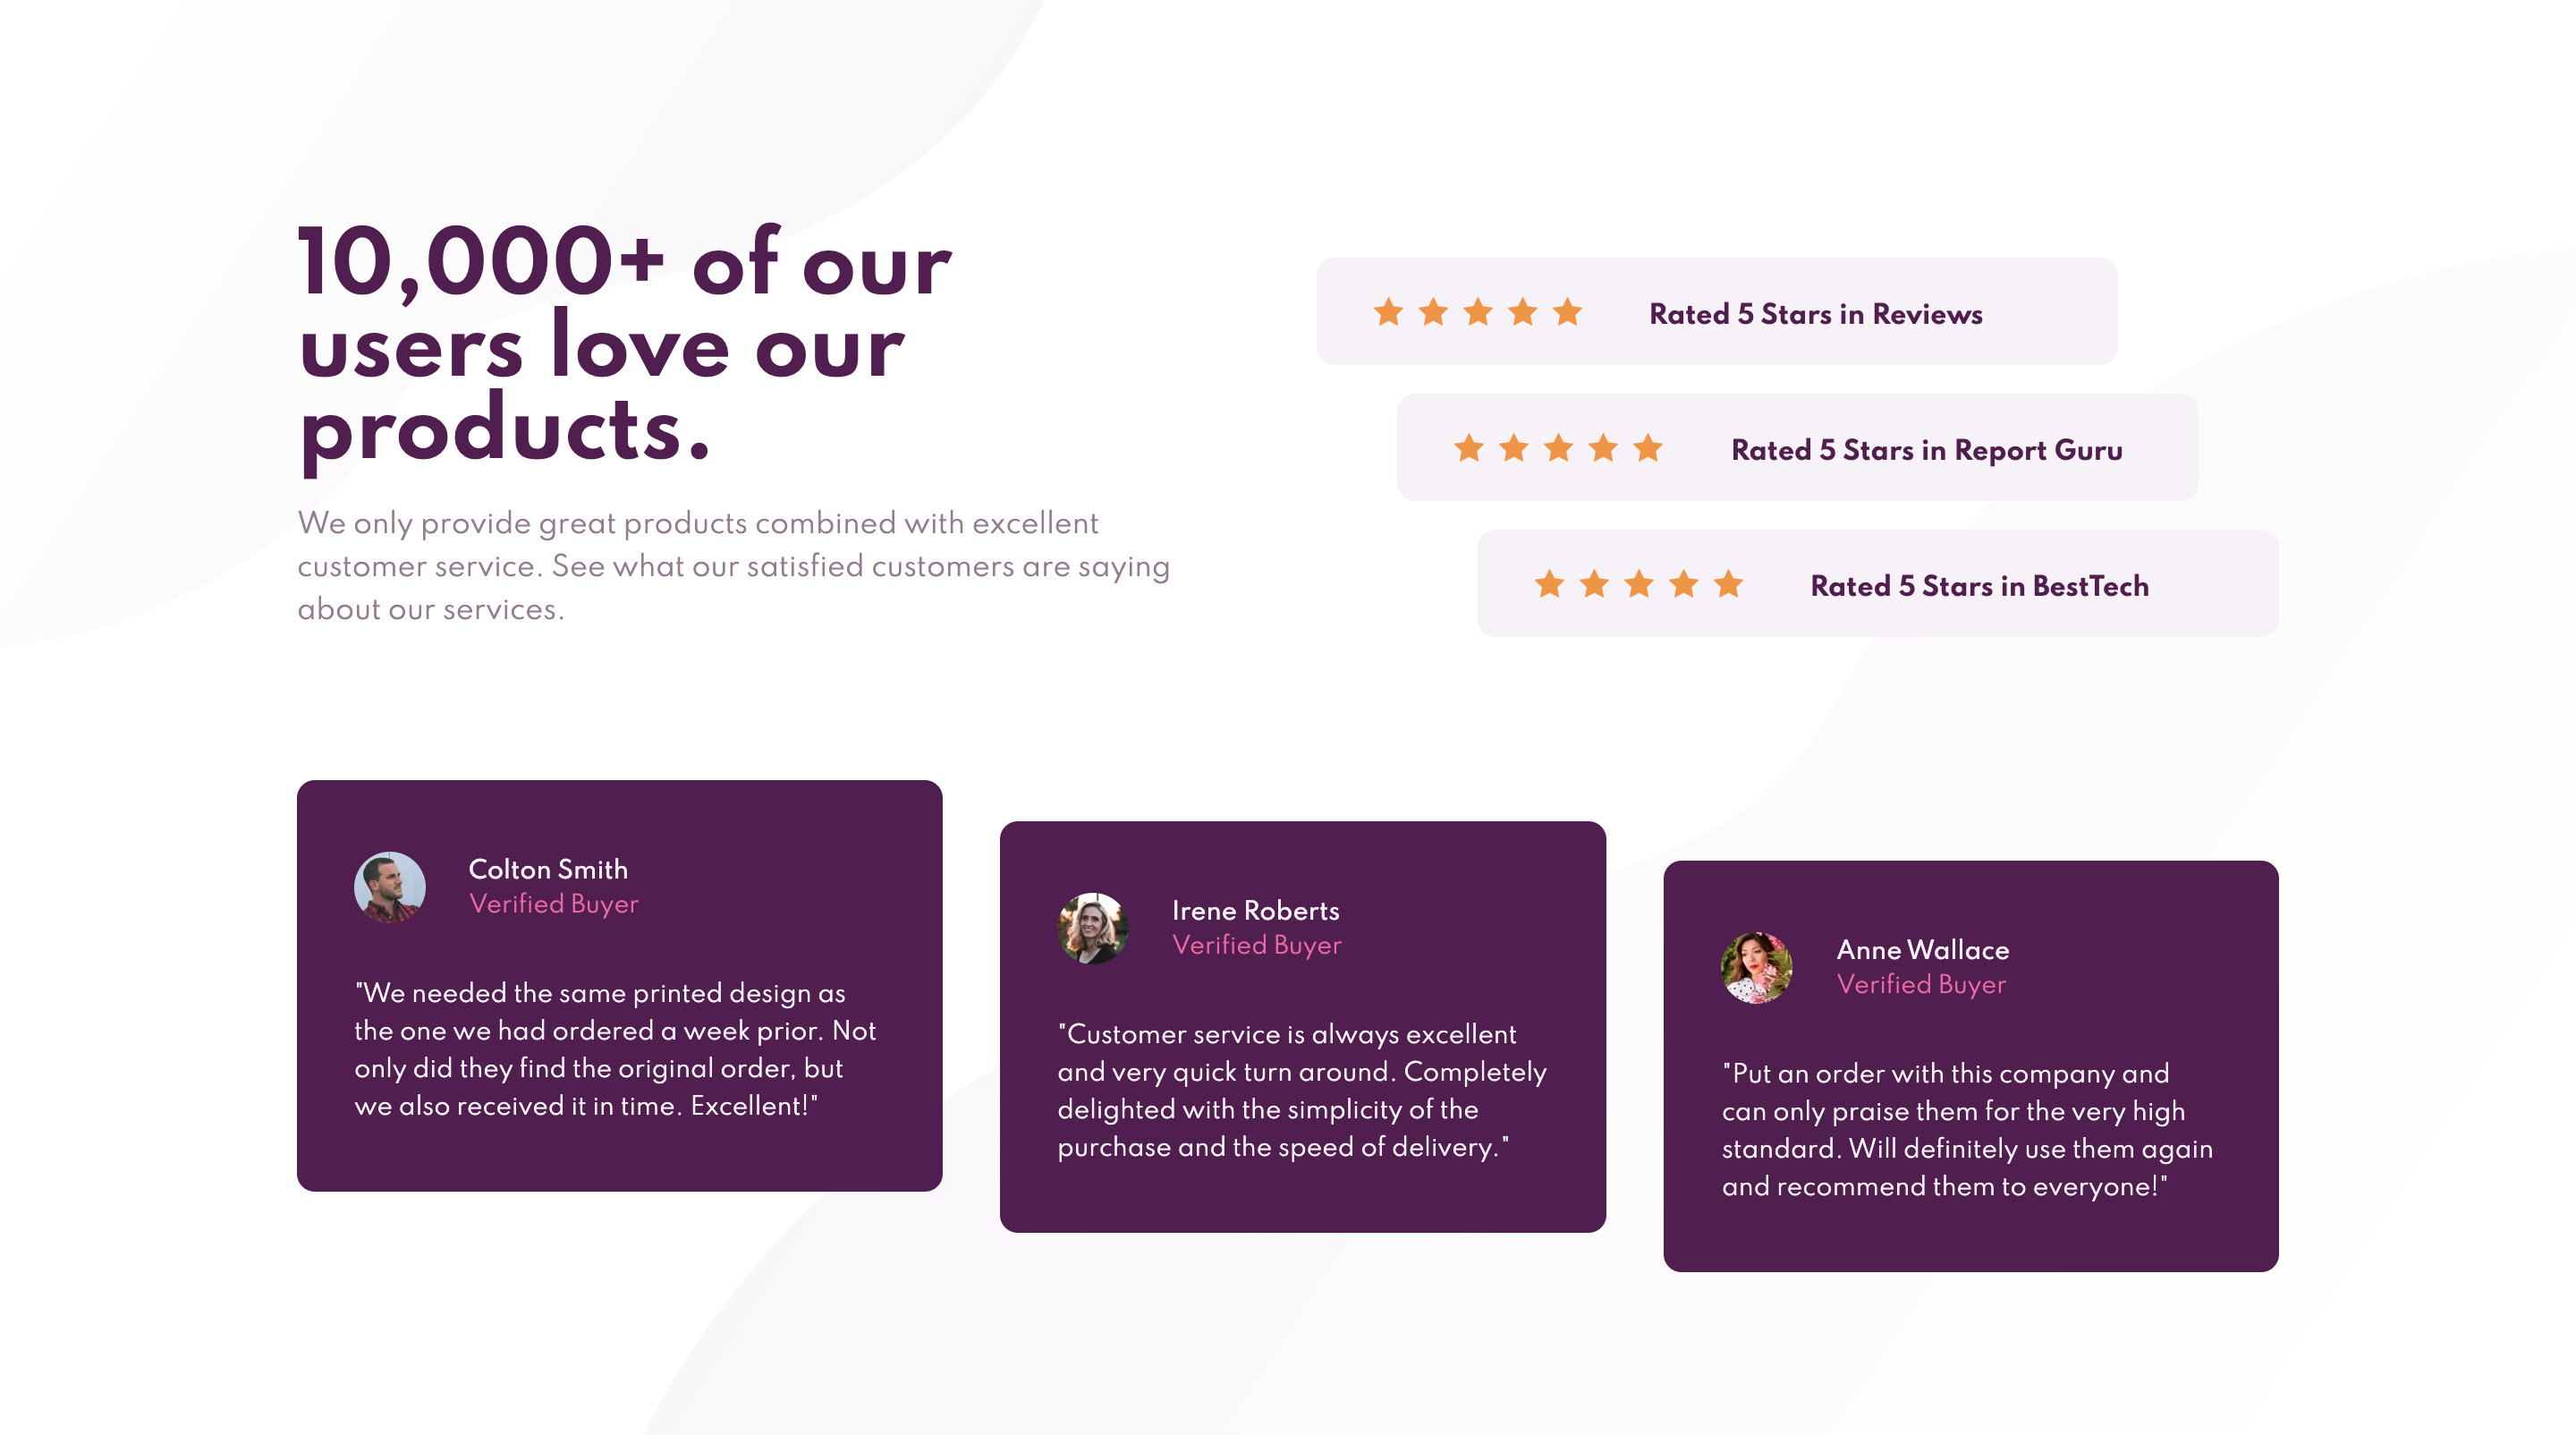 10,000+ of our
users love our
products.
We only provide great products combined with excellent
customer service. See what our satisfied customers are saying
about our services.
Rated 5 Stars in Reviews
Rated 5 Stars in Report Guru
Rated 5 Stars in BestTech
Colton Smith
Verified Buyer
"We needed the same printed design as
the one we had ordered a week prior. Not
only did they find the original order, but
we also received it in time. Excellent!"
Irene Roberts
Verified Buyer
"Customer service is always excellent
and very quick turn around. Completely
delighted with the simplicity of the
purchase and the speed of delivery."
Anne Wallace
Verified Buyer
"Put an order with this company and
can only praise them for the very high
standard. Will definitely use them again
and recommend them to everyone!"